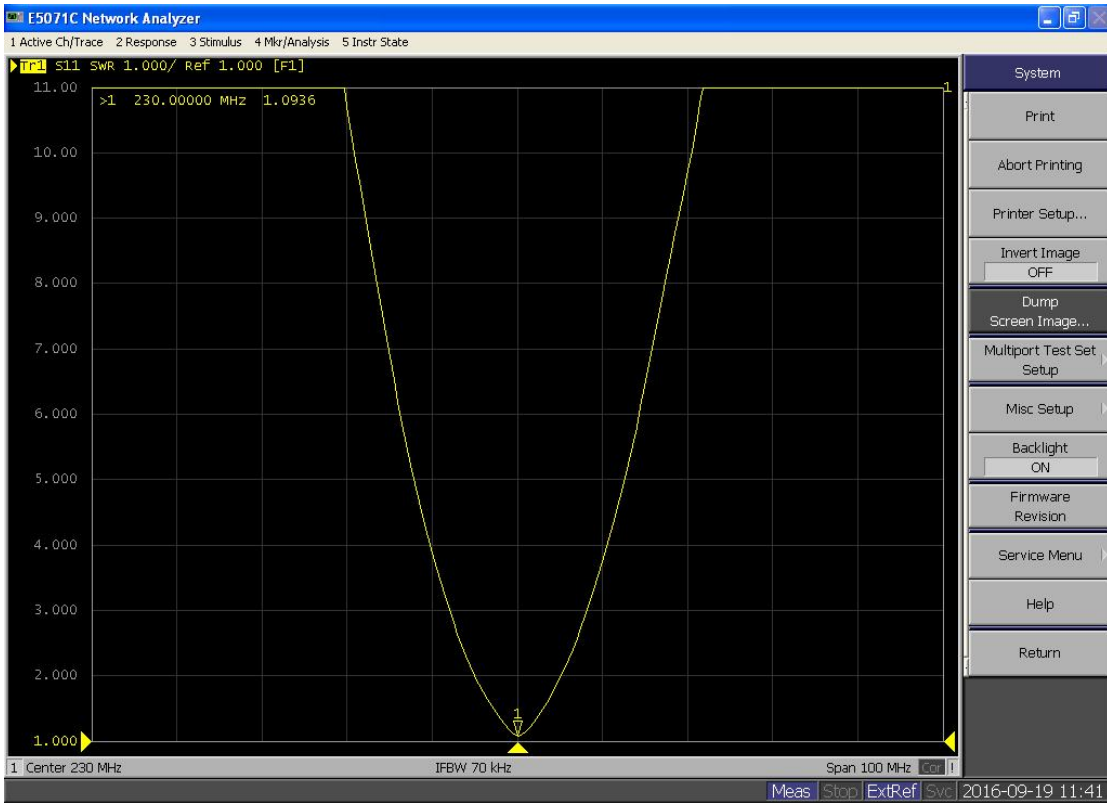 E5071C Network Analyzer
1 Active Ch/Trace 2 Response 3 Stimulus 4 Mkr/Analysis 5 Instr State
Tr1 S11 SWR 1.000/ Ref 1.000 [F1]
>1 230.00000 MHz 1.0936
11.00
10.00
9.000
8.000
7.000
6.000
5.000
4.000
3.000
2.000
1.000
1
1
1 Center 230 MHz IFBW 70 kHz Span 100 MHz Cor !
System
Print
Abort Printing
Printer Setup...
Invert Image
OFF
Dump
Screen Image...
Multiport Test Set
Setup
Misc Setup
Backlight
ON
Firmware
Revision
Service Menu
Help
Return
Meas Stop ExtRef Svc 2016-09-19 11:41